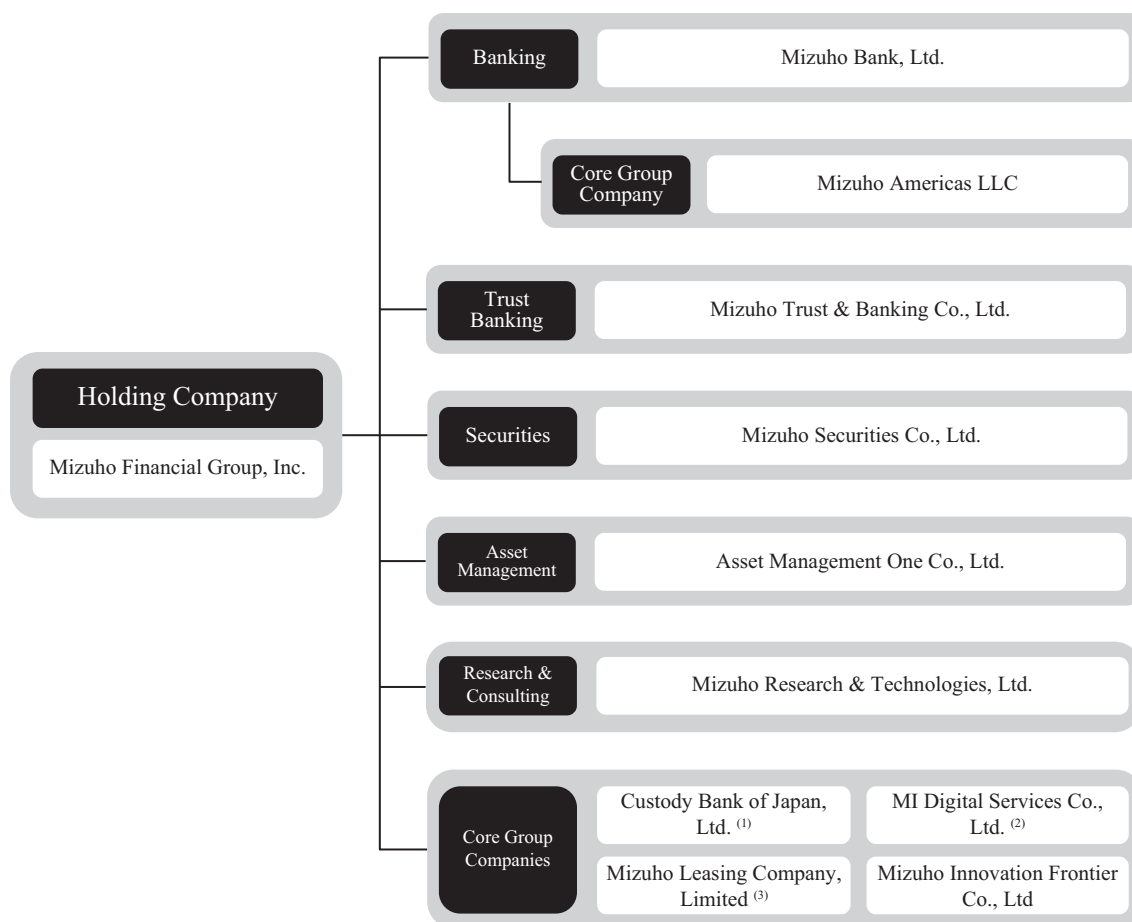 Banking
Mizuho Bank, Ltd.
Core Group
Company
Mizuho Americas LLC
Trust
Banking
Mizuho Trust & Banking Co., Ltd.
Holding Company
Mizuho Financial Group, Inc.
Securities
Mizuho Securities Co., Ltd.
Asset
Management
Asset Management One Co., Ltd.
Research &
Consulting
Mizuho Research & Technologies, Ltd.
Core Group
Companies
Custody Bank of Japan,
Ltd. (1)
MI Digital Services Co.,
Ltd. (2)
Mizuho Leasing Company,
Limited (3)
Mizuho Innovation Frontier
Co., Ltd